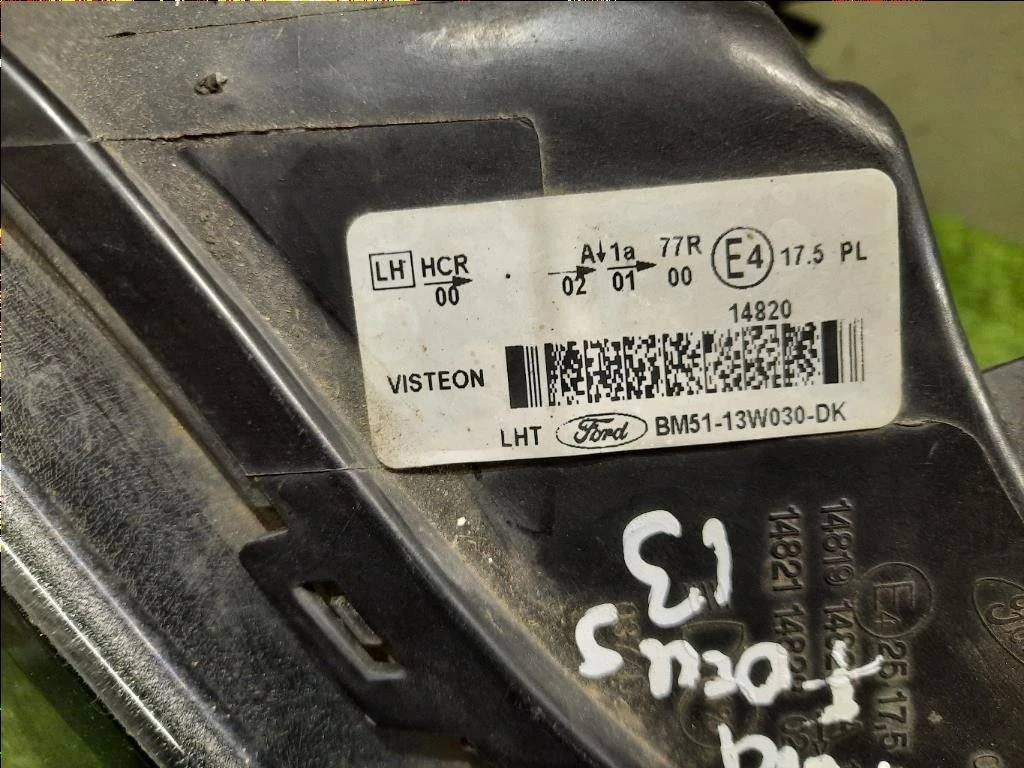 LH HCR A↓ 1a 77R E4 17.5 PL
00 02 01 00
14820
VISTEON
LHT Ford BM51-13W030-DK
14819
14821
E4
Focus
13